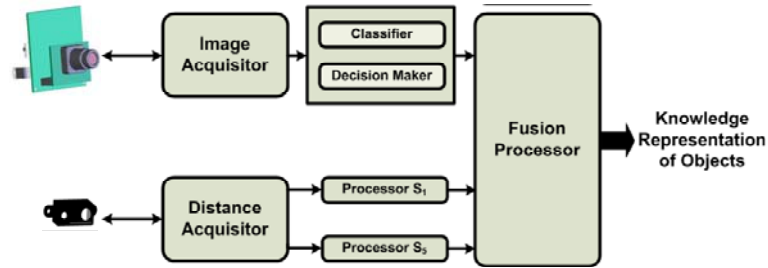 Image
Acquisitor
Classifier
Decision Maker
Fusion
Processor
Knowledge
Representation
of Objects
Distance
Acquisitor
Processor S₁
Processor S₅